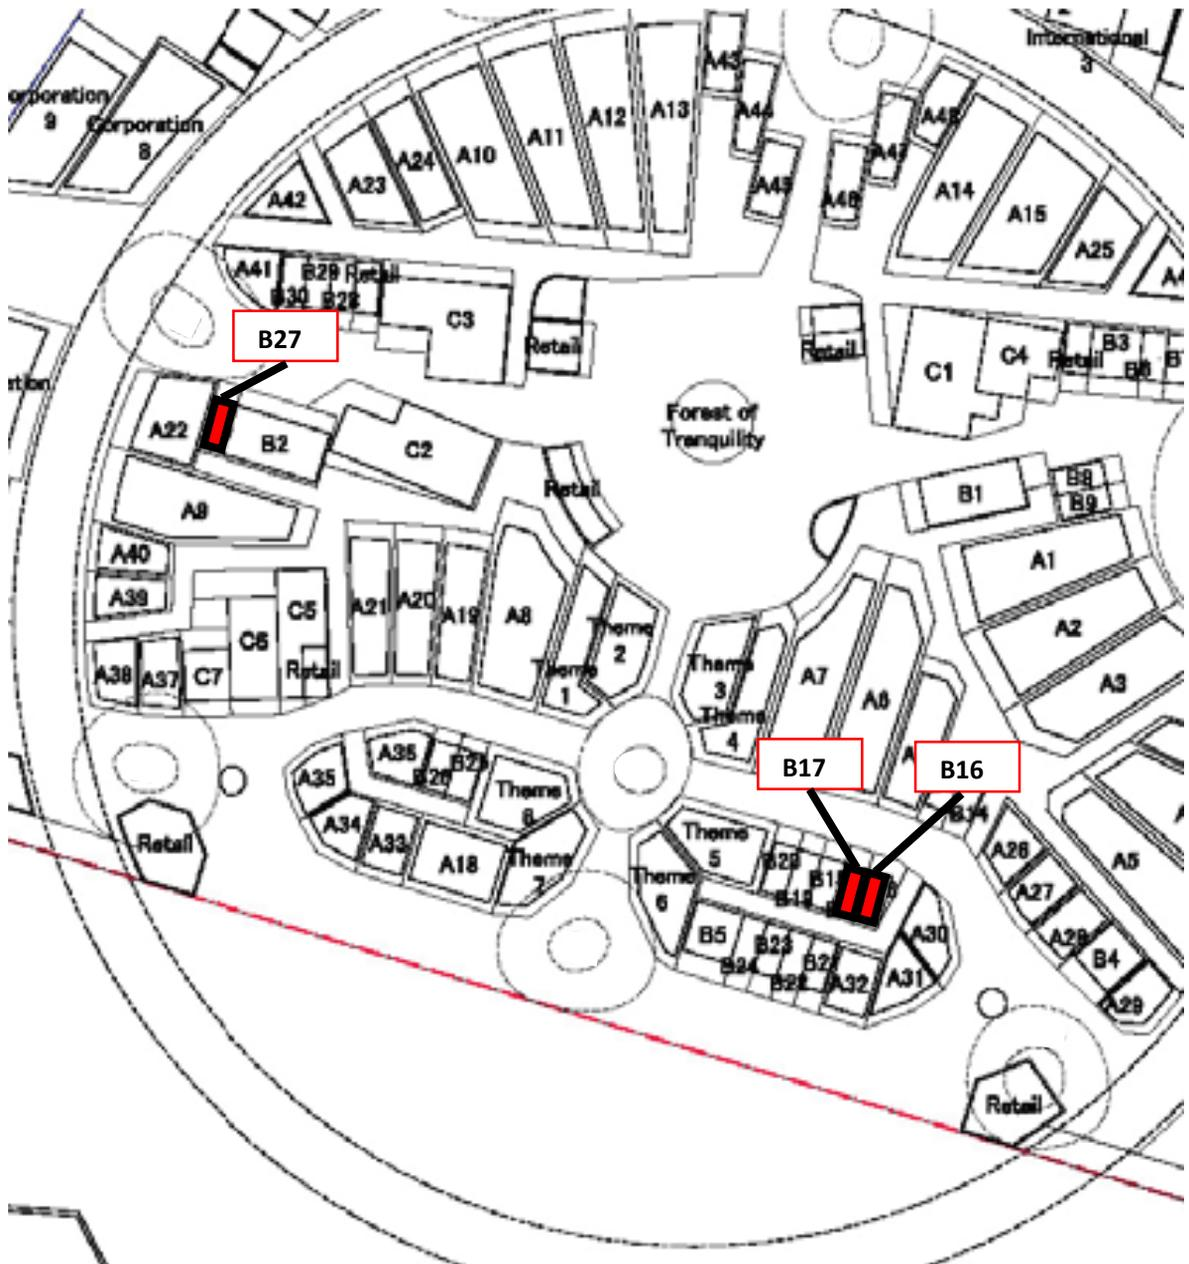 International
3
orporation
9
Corporation
8
A43
A44
A45
A46
A47
A48
A13
A12
A11
A10
A24
A23
A42
A14
A15
A25
A41
B29
Retail
B30
B28
C3
Retail
Retail
C1
C4
Retail
B3
B6
B27
ation
A22
B2
C2
Forest of
Tranquility
Retail
A9
B1
B8
B9
A40
A39
A38
A37
C7
C6
C5
Retail
A21
A20
A19
A8
Theme
1
Theme
2
Theme
3
Theme
4
A7
A6
A1
A2
A3
B17
B16
B14
A36
B26
B25
Theme
8
A35
A34
A33
A18
Theme
7
Retail
Theme
5
B20
B19
Theme
6
B5
B24
B23
B22
A32
A31
A30
A26
A27
A28
B4
A29
A5
Retail